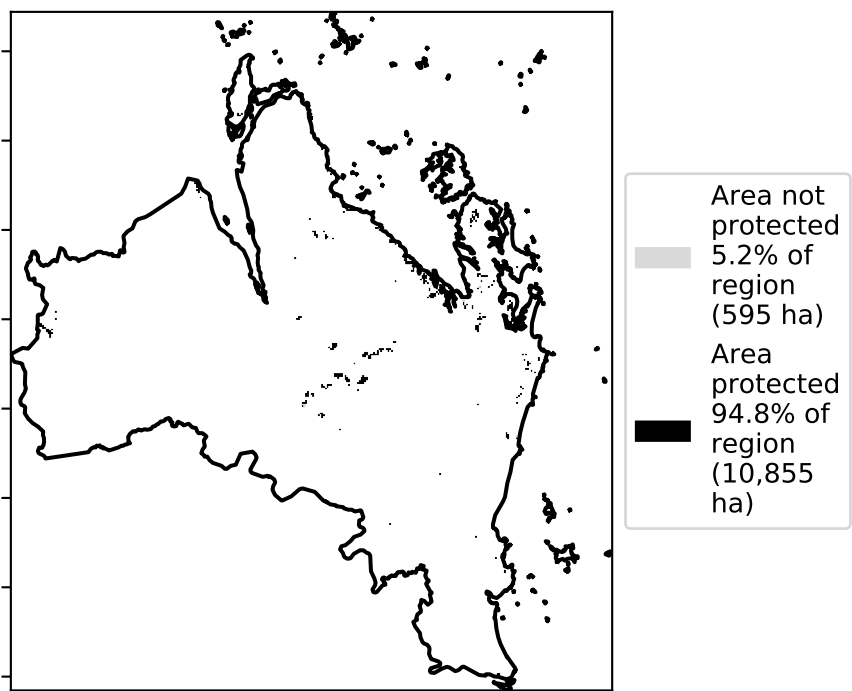 Area not
protected
5.2% of
region
(595 ha)
Area
protected
94.8% of
region
(10,855
ha)